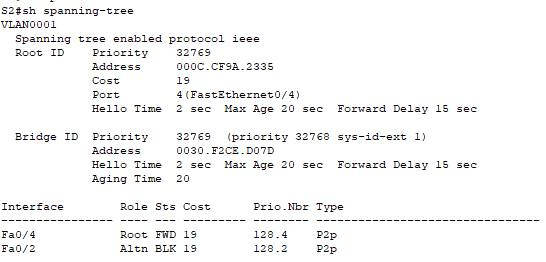 S2#sh spanning-tree
VLAN0001
  Spanning tree enabled protocol ieee
  Root ID    Priority    32769
             Address     000C.CF9A.2335
             Cost        19
             Port        4(FastEthernet0/4)
             Hello Time  2 sec  Max Age 20 sec  Forward Delay 15 sec

  Bridge ID  Priority    32769  (priority 32768 sys-id-ext 1)
             Address     0030.F2CE.D07D
             Hello Time  2 sec  Max Age 20 sec  Forward Delay 15 sec
             Aging Time  20

Interface        Role Sts Cost      Prio.Nbr Type
---------------- ---- --- --------- -------- --------------------------------
Fa0/4            Root FWD 19        128.4    P2p
Fa0/2            Altn BLK 19        128.2    P2p